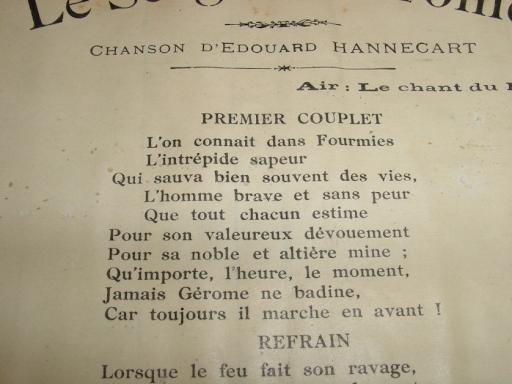 CHANSON D'EDOUARD HANNECART
Air : Le chant du
PREMIER COUPLET
L'on connait dans Fourmies
L'intrépide sapeur
Qui sauva bien souvent des vies,
L'homme brave et sans peur
Que tout chacun estime
Pour son valeureux dévouement
Pour sa noble et altière mine ;
Qu'importe, l'heure, le moment,
Jamais Gérome ne badine,
Car toujours il marche en avant !
REFRAIN
Lorsque le feu fait son ravage,